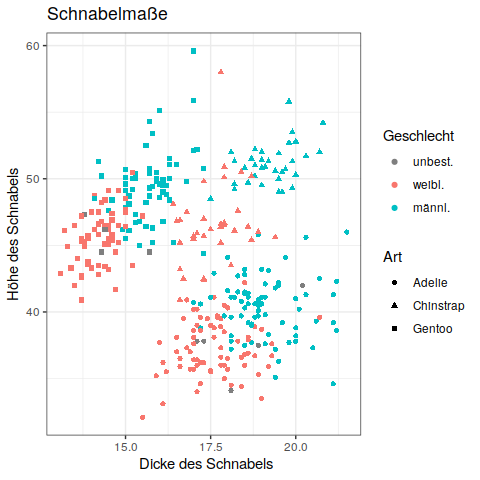 Schnabelmaße
60
50
40
15.0
17.5
20.0
Dicke des Schnabels
Höhe des Schnabels
Geschlecht
unbest.
weibl.
männl.
Art
Adelie
Chinstrap
Gentoo